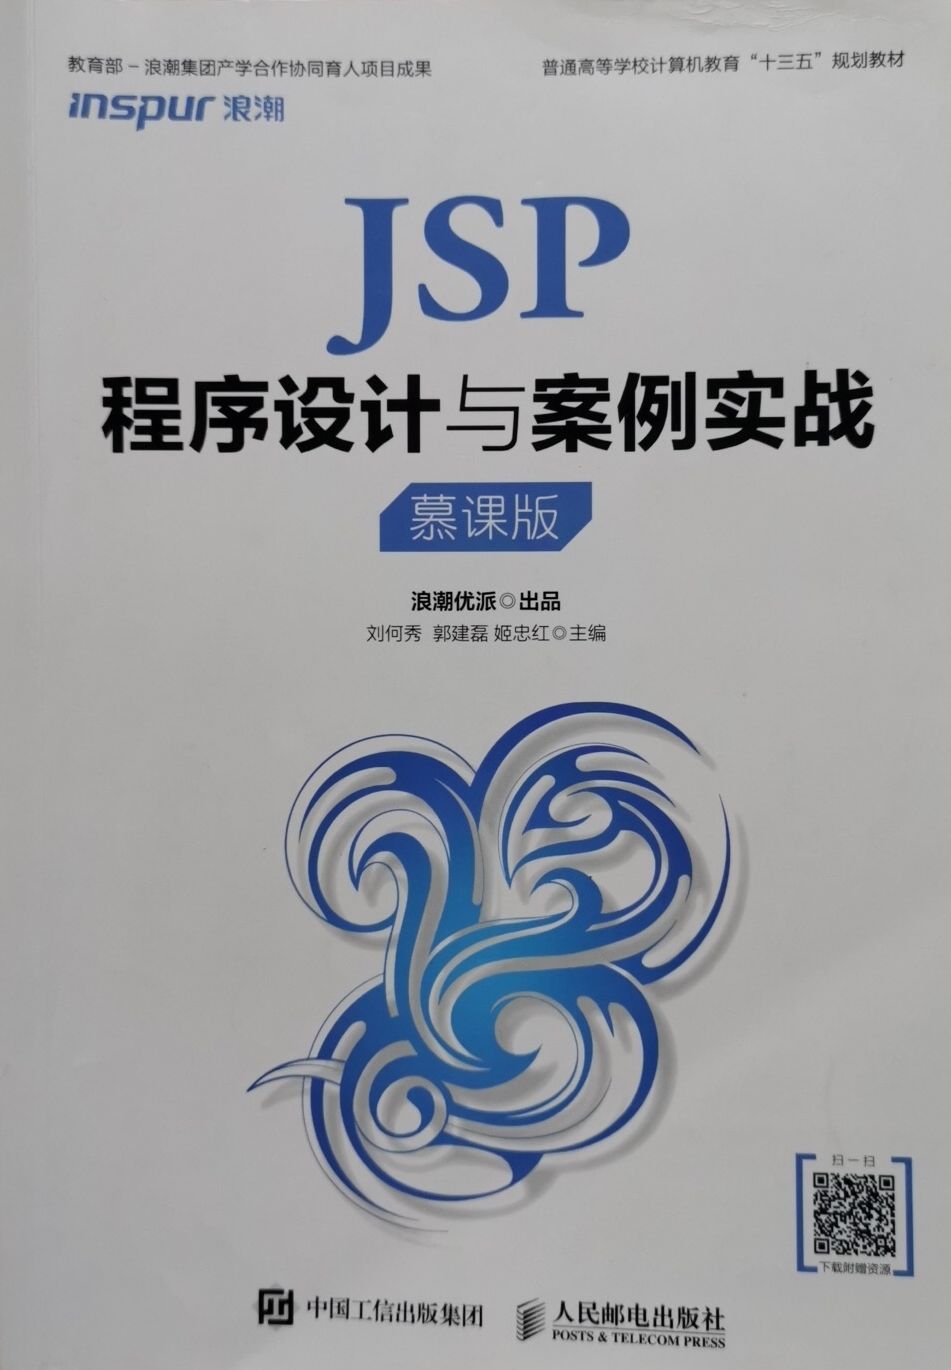 教育部－浪潮集团产学合作协同育人项目成果
普通高等学校计算机教育“十三五”规划教材
inspur 浪潮
JSP
程序设计与案例实战
慕课版
浪潮优派◎出品
刘何秀 郭建磊 姬忠红◎主编
扫一扫
下载附赠资源
中国工信出版集团
人民邮电出版社
POSTS & TELECOM PRESS